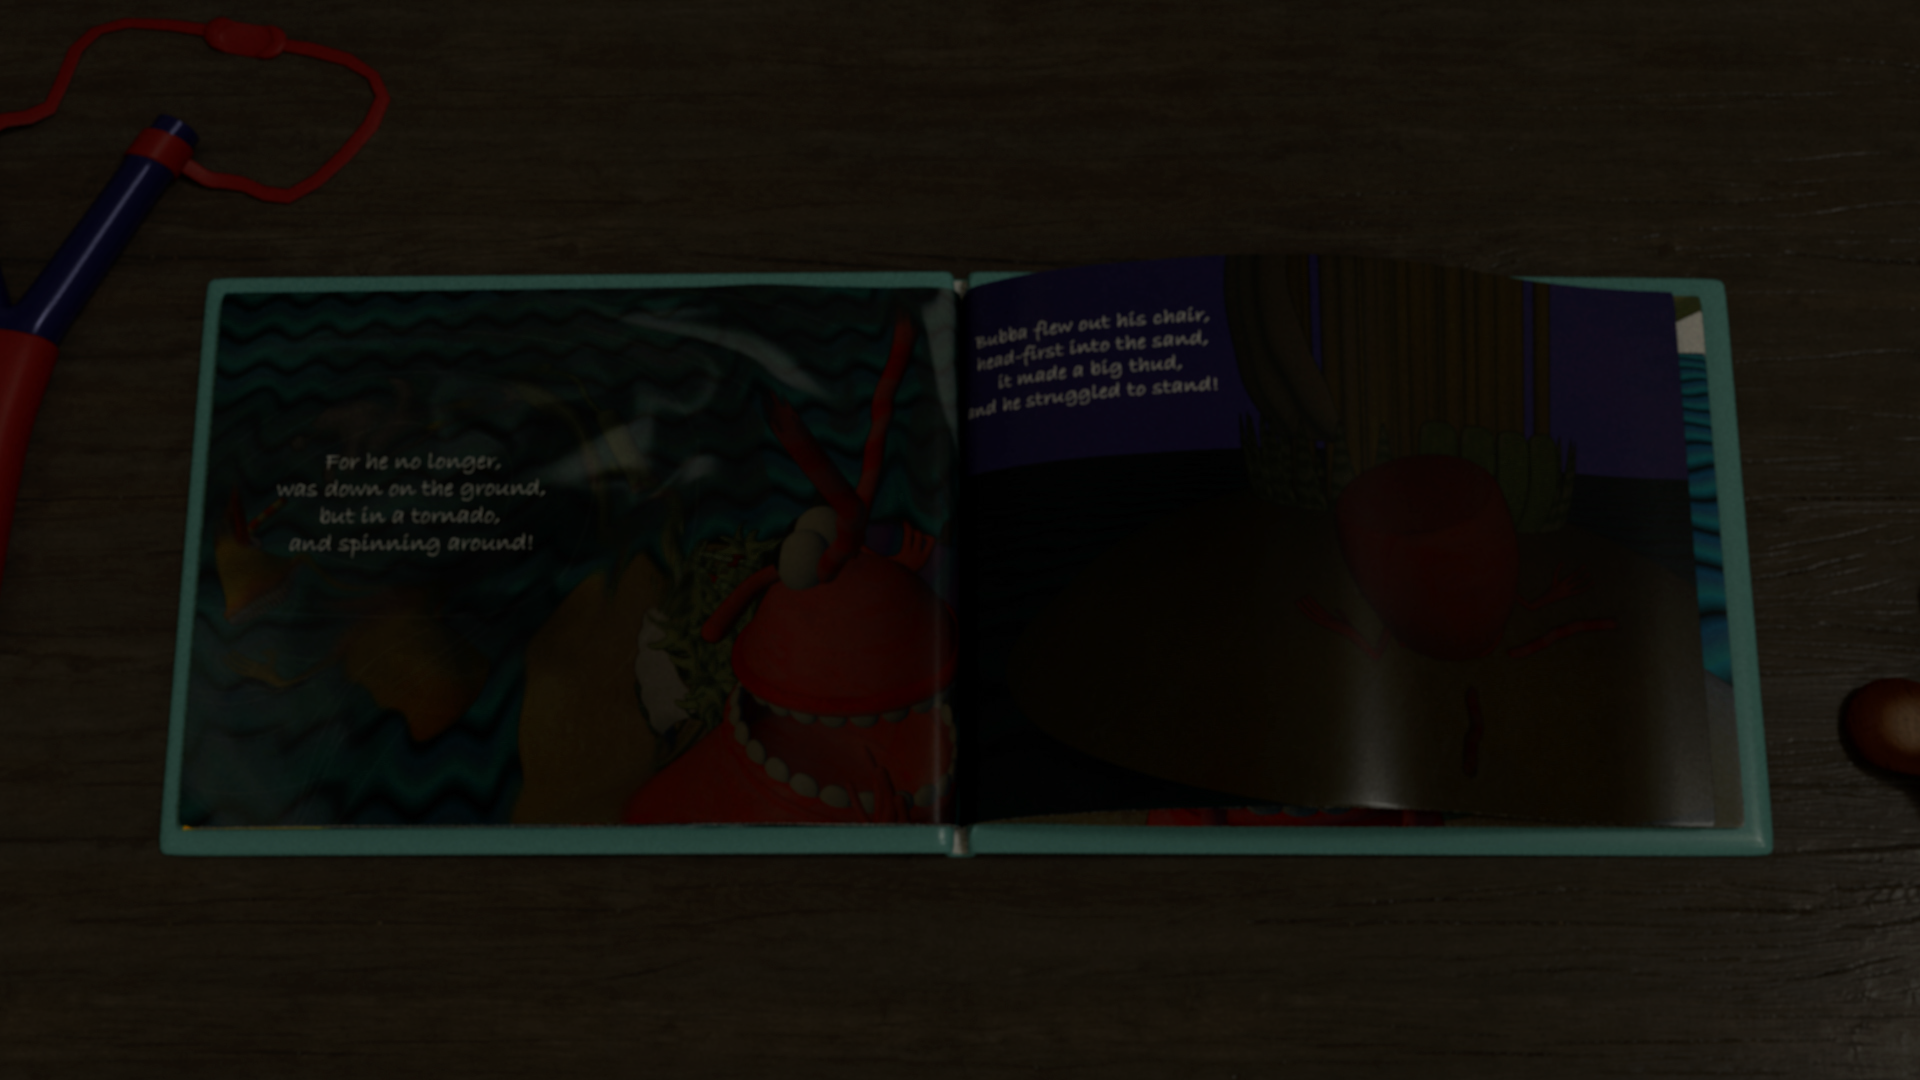 For he no longer,
was down on the ground,
but in a tornado,
and spinning around!
Bubba flew out his chair,
head-first into the sand,
it made a big thud,
and he struggled to stand!